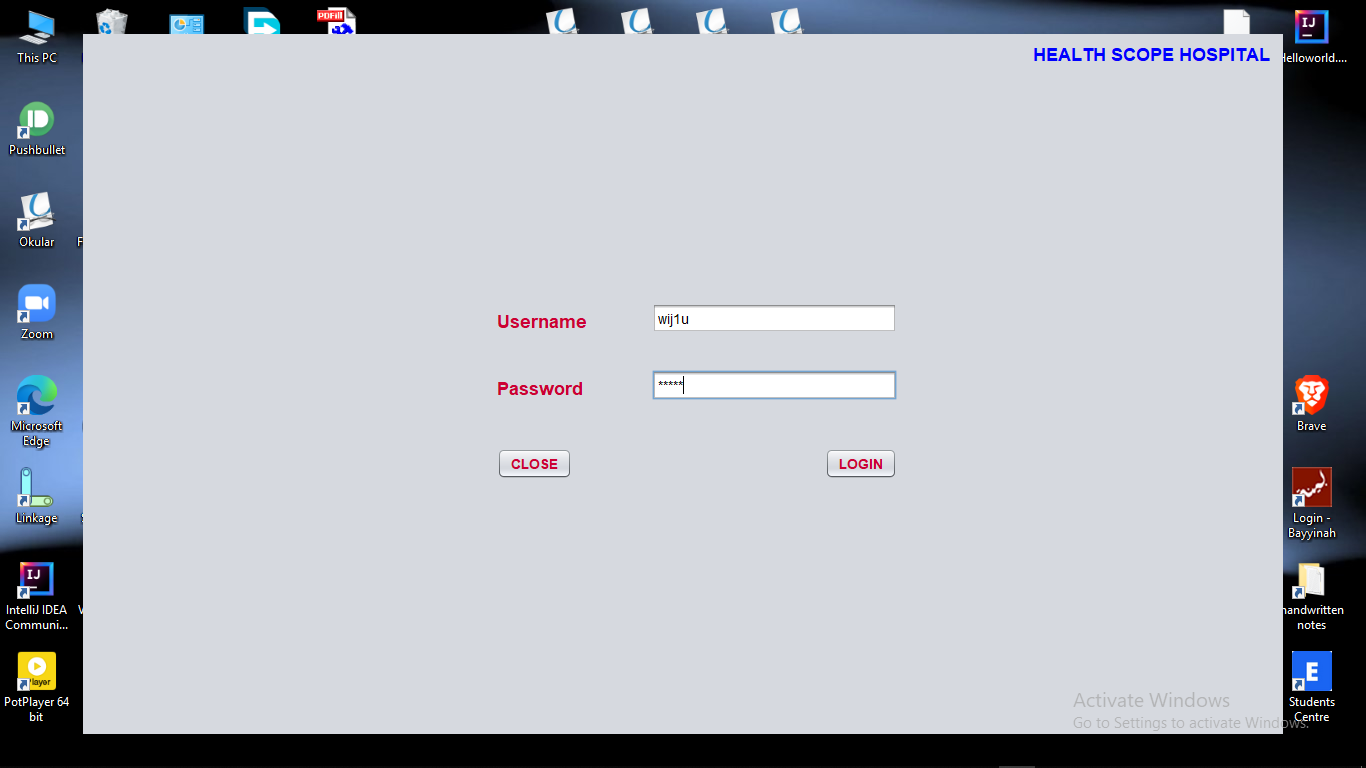 This PC
Pushbullet
Okular
Zoom
Microsoft
Edge
Linkage
IntelliJ IDEA
Communi...
PotPlayer 64
bit
PDFill
HEALTH SCOPE HOSPITAL
Username
wij1u
Password
*****
CLOSE
LOGIN
Activate Windows
Go to Settings to activate Windows.
IJ
Helloworld....
Brave
Login -
Bayyinah
handwritten
notes
E
Students
Centre